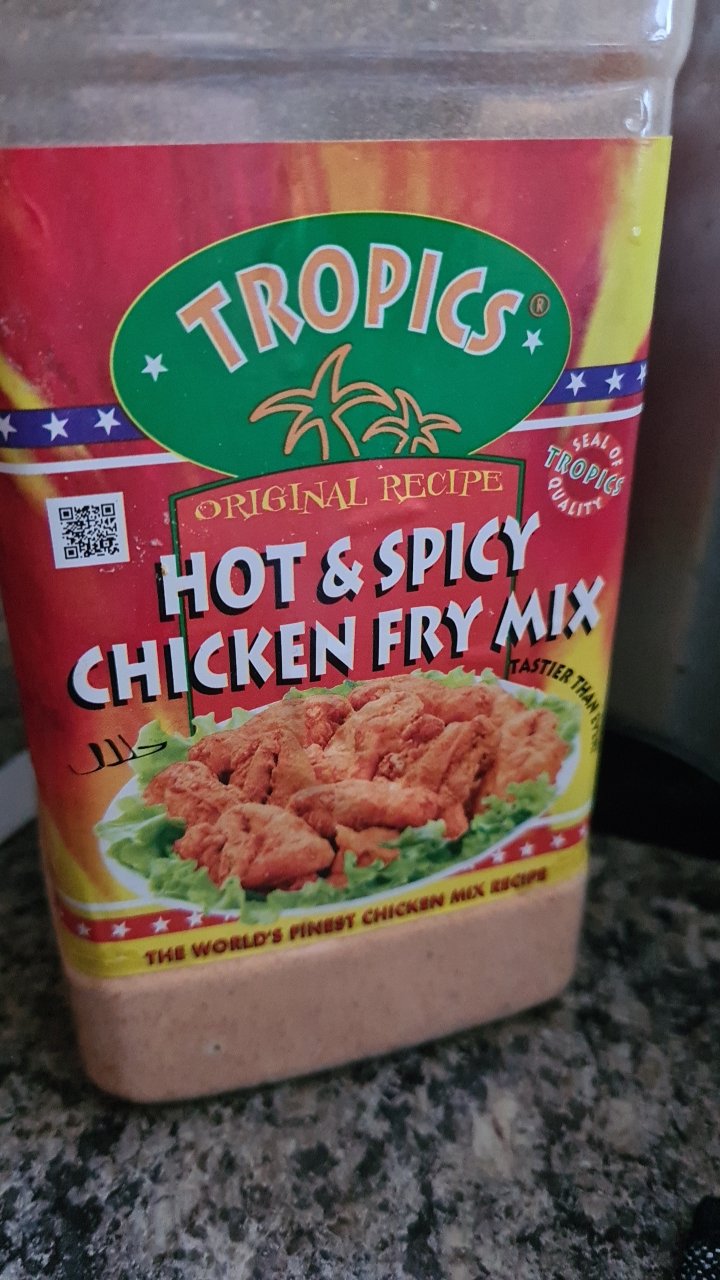 TROPICS®
ORIGINAL RECIPE
SEAL OF
TROPICS
QUALITY
HOT & SPICY
CHICKEN FRY MIX
TASTIER THAN EVER
حلال
THE WORLD'S FINEST CHICKEN MIX RECIPE